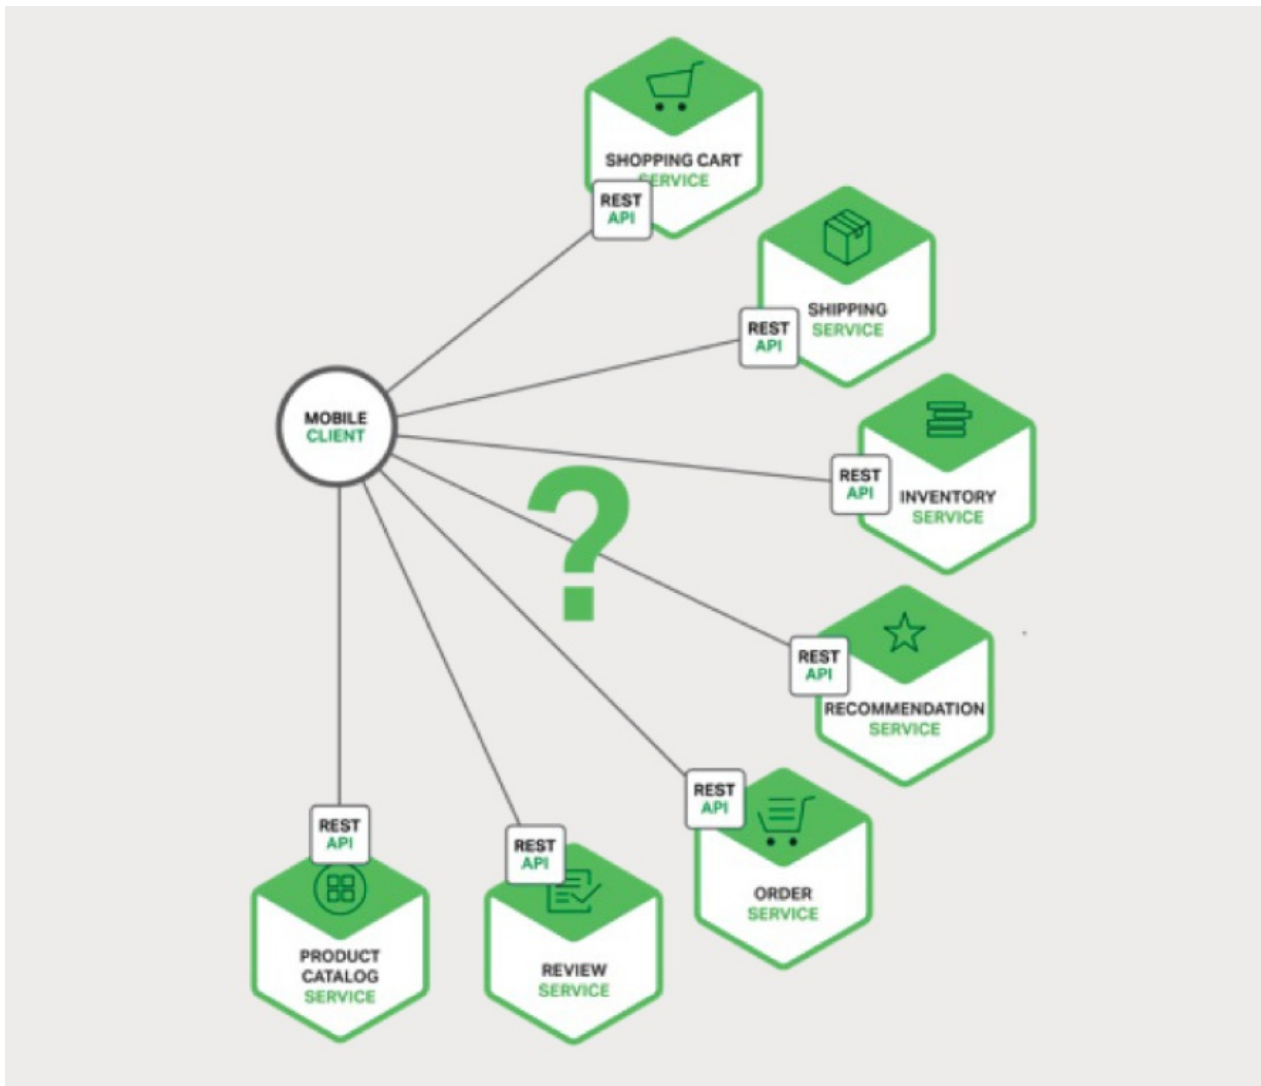 SHOPPING CART
SERVICE
REST
API
SHIPPING
SERVICE
REST
API
MOBILE
CLIENT
REST
API
INVENTORY
SERVICE
?
REST
API
RECOMMENDATION
SERVICE
REST
API
ORDER
SERVICE
REST
API
REST
API
PRODUCT
CATALOG
SERVICE
REVIEW
SERVICE